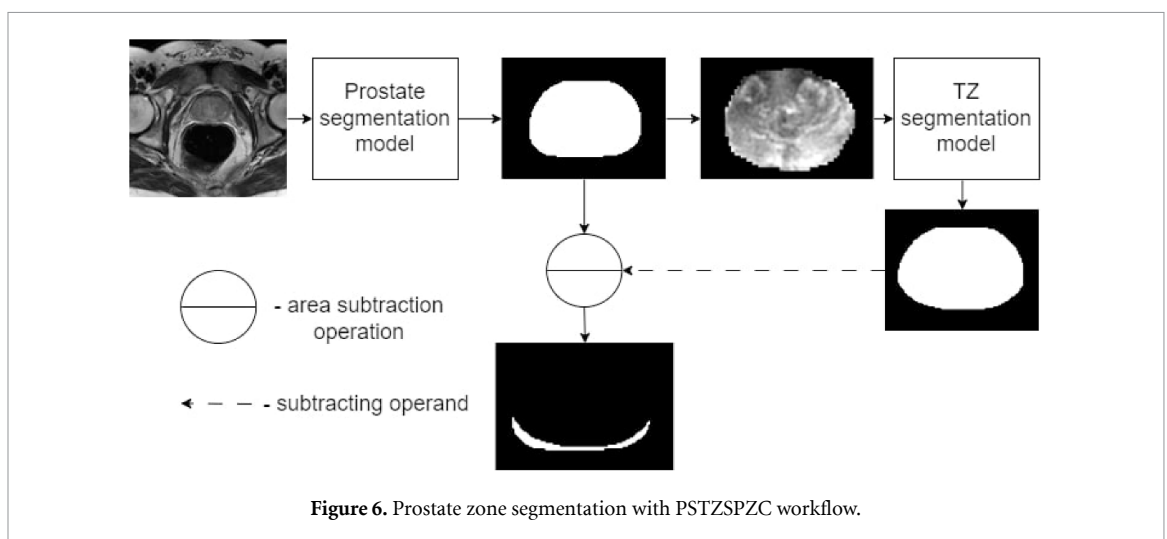 Prostate
segmentation
model
TZ
segmentation
model
- area subtraction
operation
- subtracting operand
Figure 6. Prostate zone segmentation with PSTZSPZC workflow.